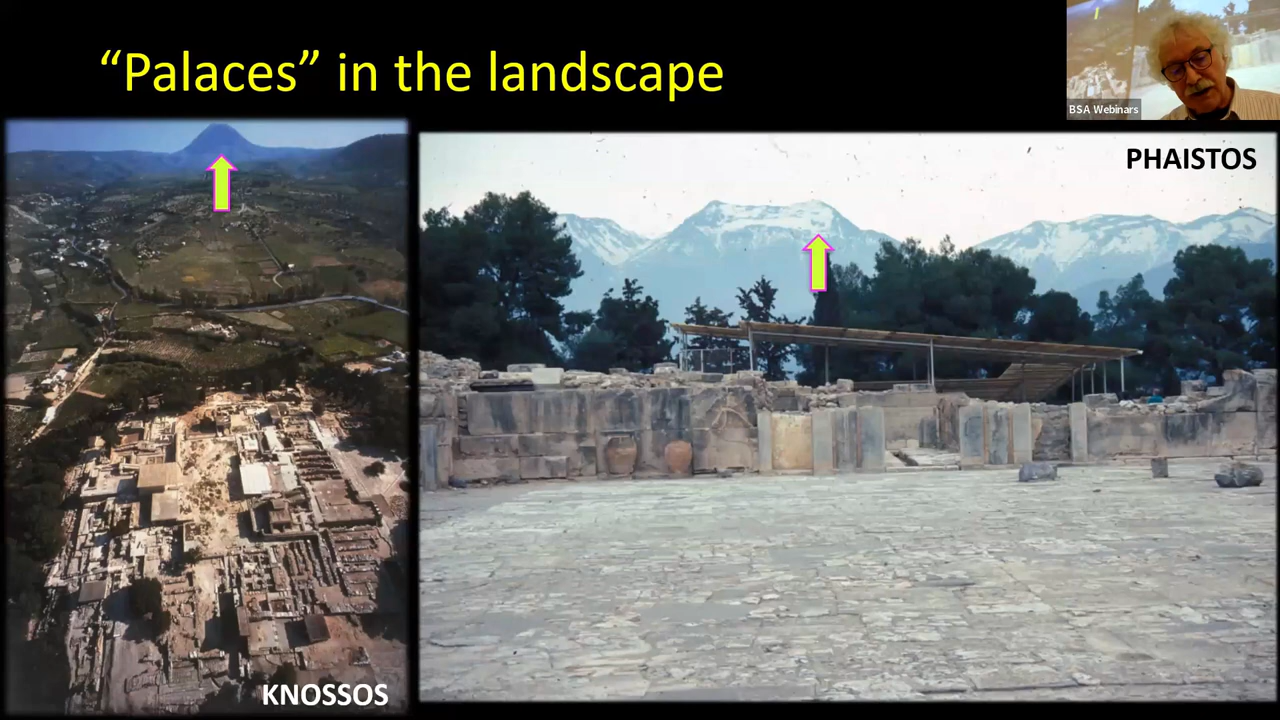 “Palaces” in the landscape
BSA Webinars
PHAISTOS
KNOSSOS